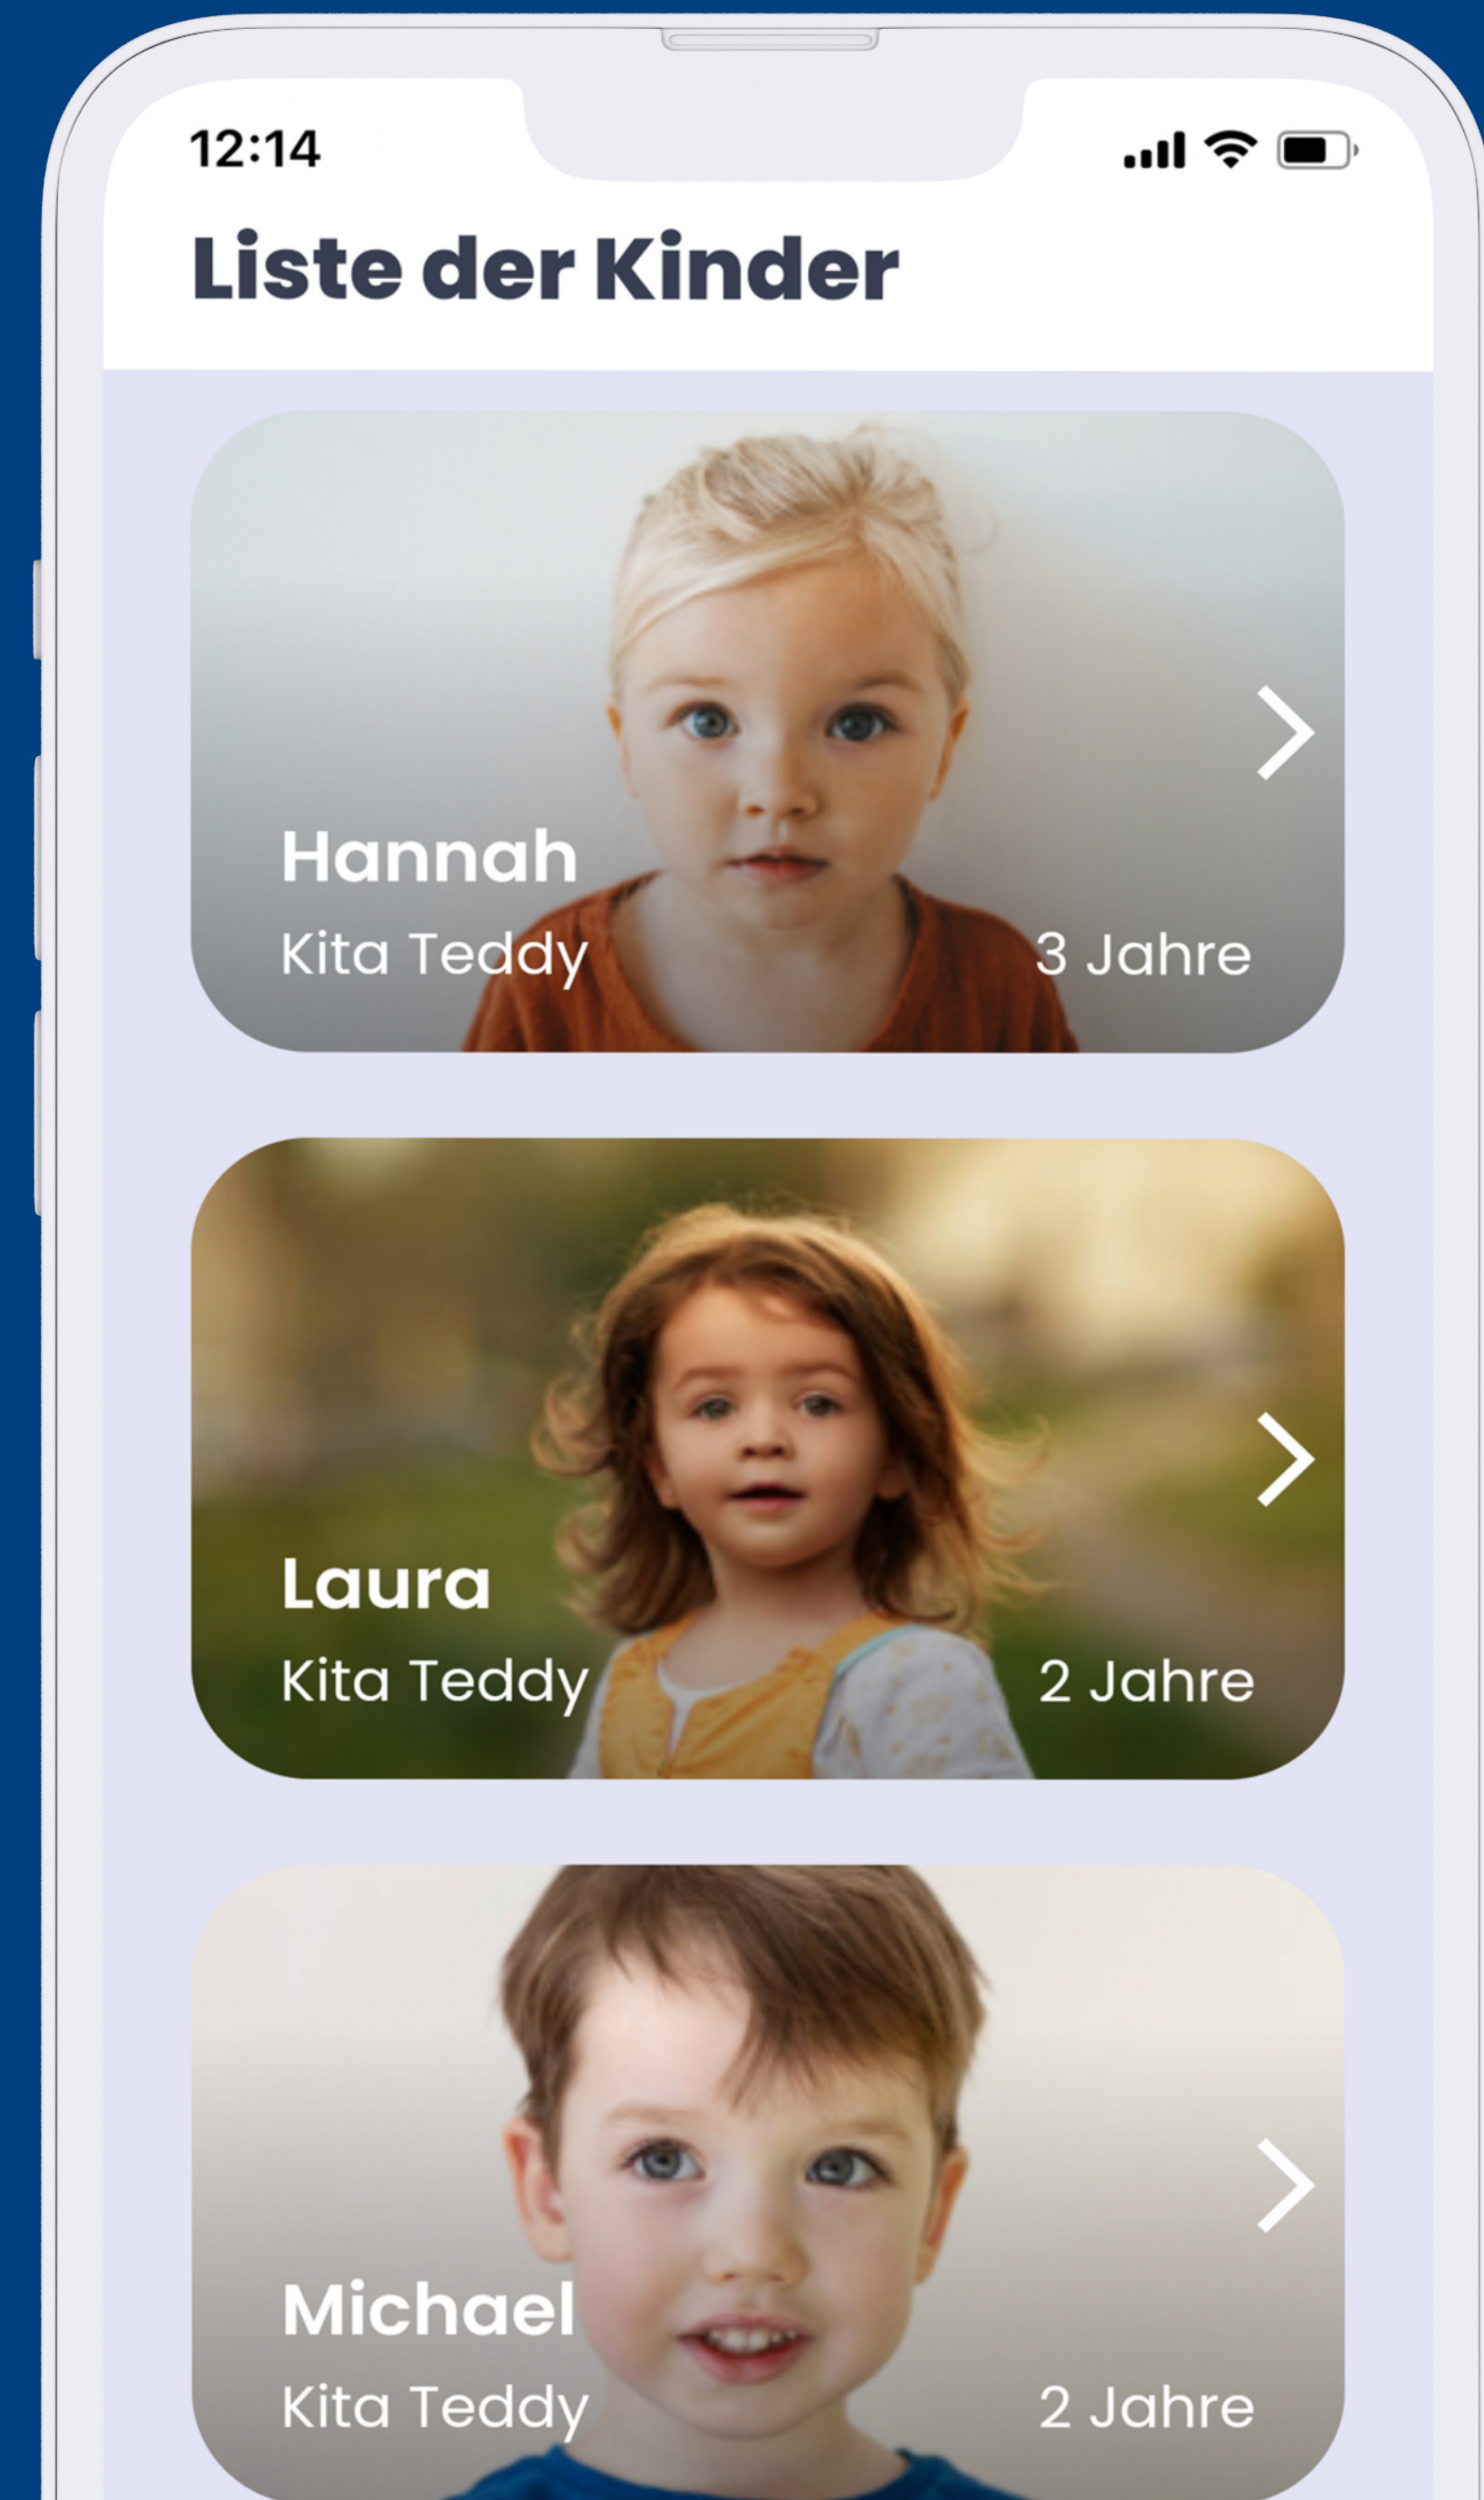 12:14
Liste der Kinder
Hannah
Kita Teddy
3 Jahre
Laura
Kita Teddy
2 Jahre
Michael
Kita Teddy
2 Jahre